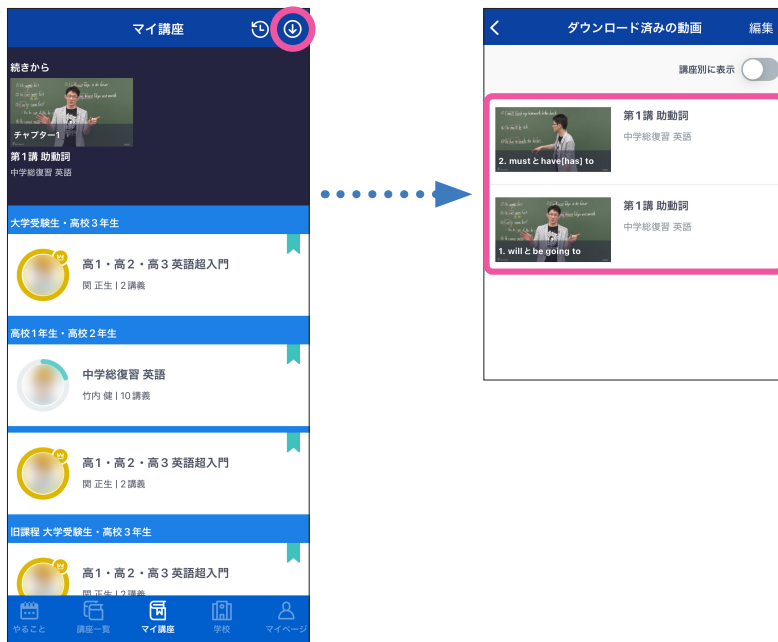 マイ講座
続きから
チャプター1
第1講 助動詞
中学総復習 英語
大学受験生・高校3年生
高1・高2・高3 英語超入門
関 正生 | 2講義
高校1年生・高校2年生
中学総復習 英語
竹内 健 | 10講義
高1・高2・高3 英語超入門
関 正生 | 2講義
旧課程 大学受験生・高校3年生
高1・高2・高3 英語超入門
関 正生 | 2講義
やること
講座一覧
マイ講座
学校
マイページ
ダウンロード済みの動画
編集
講座別に表示
第1講 助動詞
中学総復習 英語
2. must と have[has] to
第1講 助動詞
中学総復習 英語
1. will と be going to